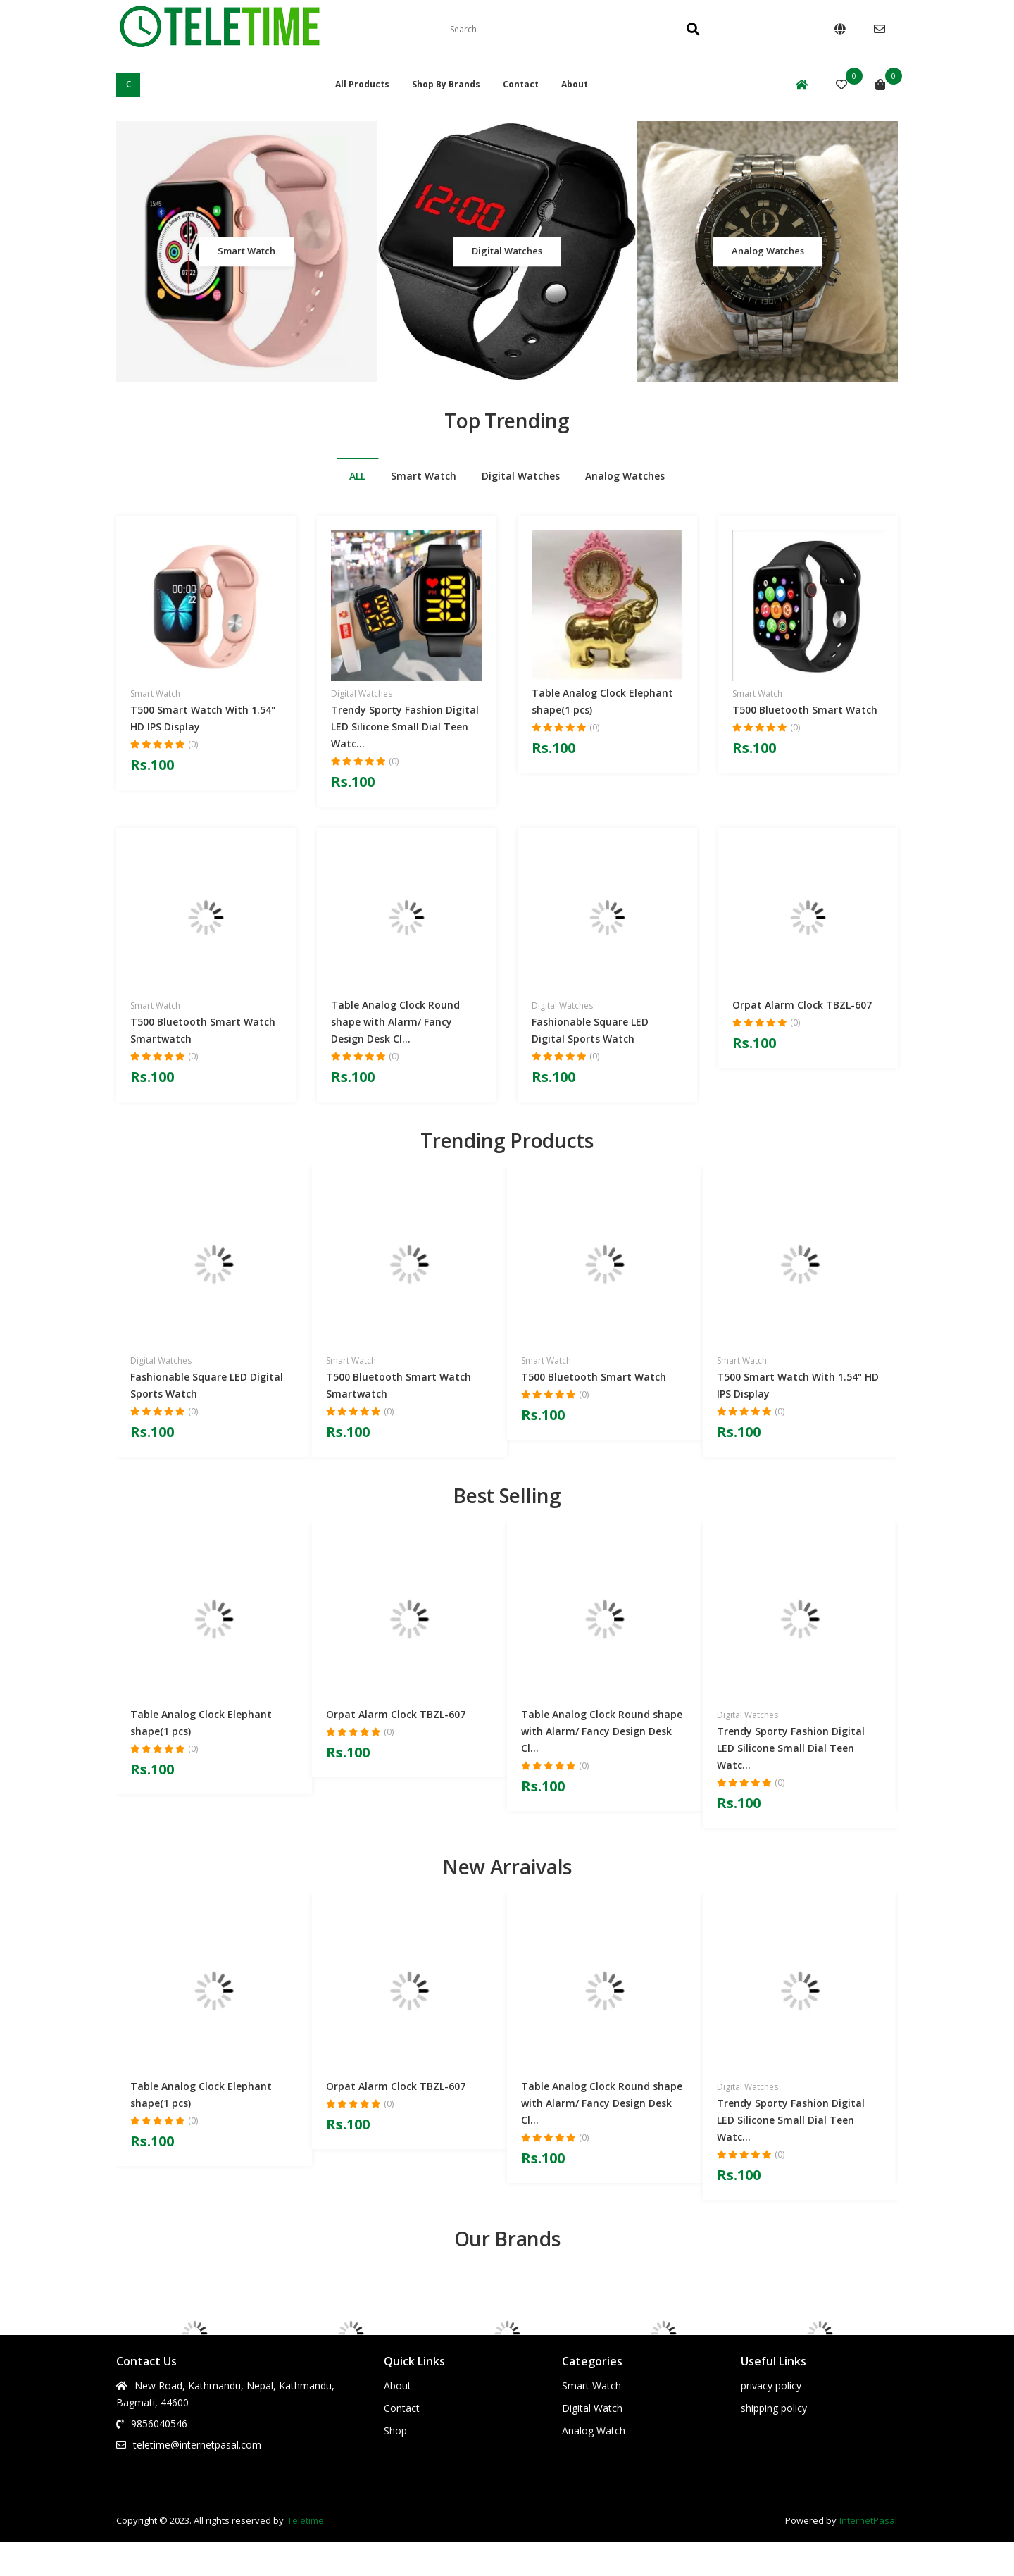 TELETIME
Search
C
All Products
Shop By Brands
Contact
About
0
0
Smart Watch
12:00
Digital Watches
Analog Watches
Top Trending
ALL
Smart Watch
Digital Watches
Analog Watches
Smart Watch
T500 Smart Watch With 1.54"
HD IPS Display
(0)
Rs.100
Digital Watches
Trendy Sporty Fashion Digital
LED Silicone Small Dial Teen
Watc...
(0)
Rs.100
Table Analog Clock Elephant
shape(1 pcs)
(0)
Rs.100
Smart Watch
T500 Bluetooth Smart Watch
(0)
Rs.100
Smart Watch
T500 Bluetooth Smart Watch
Smartwatch
(0)
Rs.100
Table Analog Clock Round
shape with Alarm/ Fancy
Design Desk Cl...
(0)
Rs.100
Digital Watches
Fashionable Square LED
Digital Sports Watch
(0)
Rs.100
Orpat Alarm Clock TBZL-607
(0)
Rs.100
Trending Products
Digital Watches
Fashionable Square LED Digital
Sports Watch
(0)
Rs.100
Smart Watch
T500 Bluetooth Smart Watch
Smartwatch
(0)
Rs.100
Smart Watch
T500 Bluetooth Smart Watch
(0)
Rs.100
Smart Watch
T500 Smart Watch With 1.54" HD
IPS Display
(0)
Rs.100
Best Selling
Table Analog Clock Elephant
shape(1 pcs)
(0)
Rs.100
Orpat Alarm Clock TBZL-607
(0)
Rs.100
Table Analog Clock Round shape
with Alarm/ Fancy Design Desk
Cl...
(0)
Rs.100
Digital Watches
Trendy Sporty Fashion Digital
LED Silicone Small Dial Teen
Watc...
(0)
Rs.100
New Arraivals
Table Analog Clock Elephant
shape(1 pcs)
(0)
Rs.100
Orpat Alarm Clock TBZL-607
(0)
Rs.100
Table Analog Clock Round shape
with Alarm/ Fancy Design Desk
Cl...
(0)
Rs.100
Digital Watches
Trendy Sporty Fashion Digital
LED Silicone Small Dial Teen
Watc...
(0)
Rs.100
Our Brands
Contact Us
New Road, Kathmandu, Nepal, Kathmandu,
Bagmati, 44600
9856040546
teletime@internetpasal.com
Quick Links
About
Contact
Shop
Categories
Smart Watch
Digital Watch
Analog Watch
Useful Links
privacy policy
shipping policy
Copyright © 2023. All rights reserved by Teletime
Powered by InternetPasal